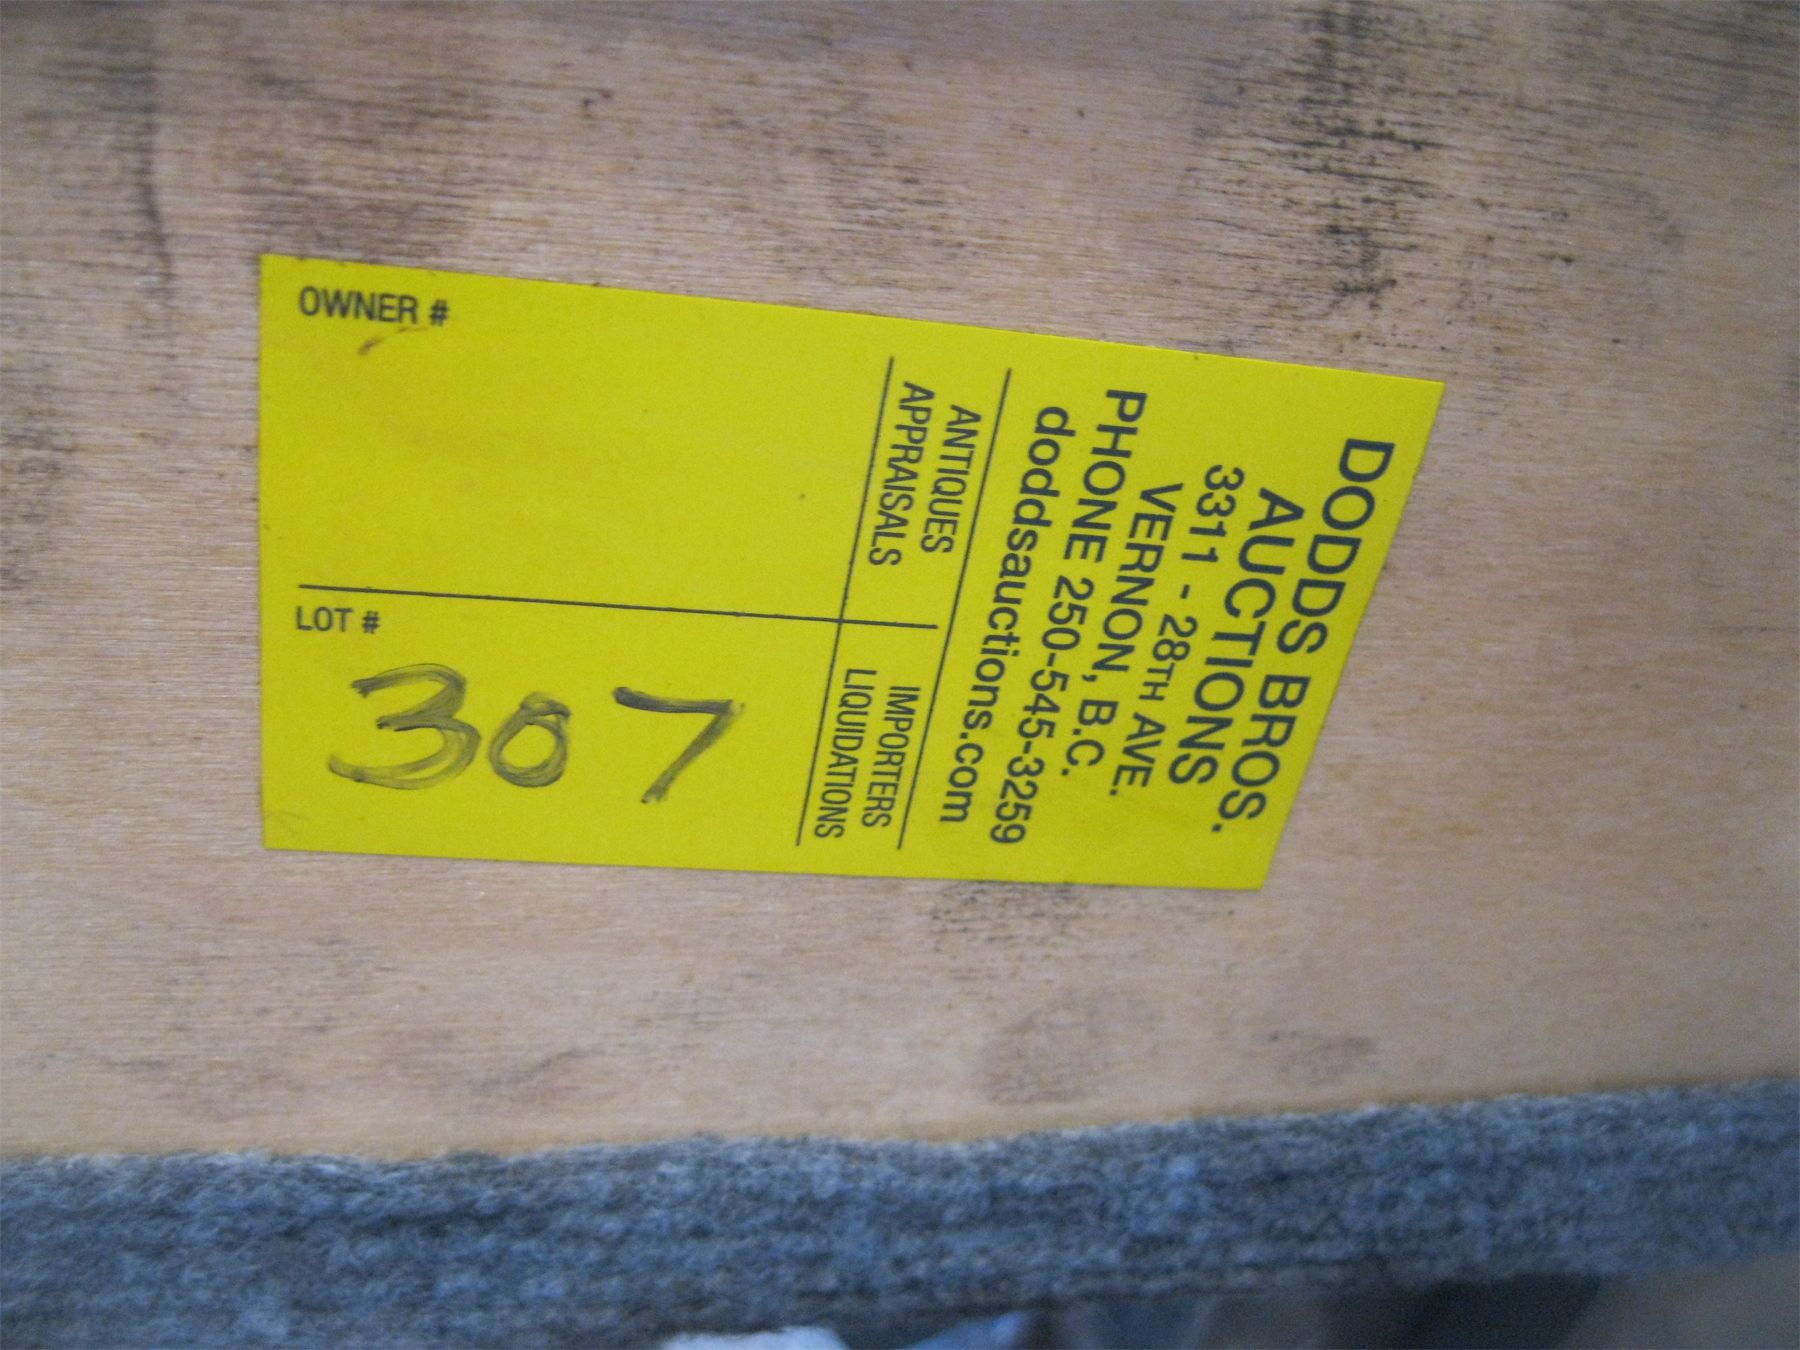 DODDS BROS.
AUCTIONS
3311 - 28TH AVE.
VERNON, B.C.
PHONE 250-545-3259
doddsauctions.com
ANTIQUES
APPRAISALS
IMPORTERS
LIQUIDATIONS
OWNER #
LOT #
307